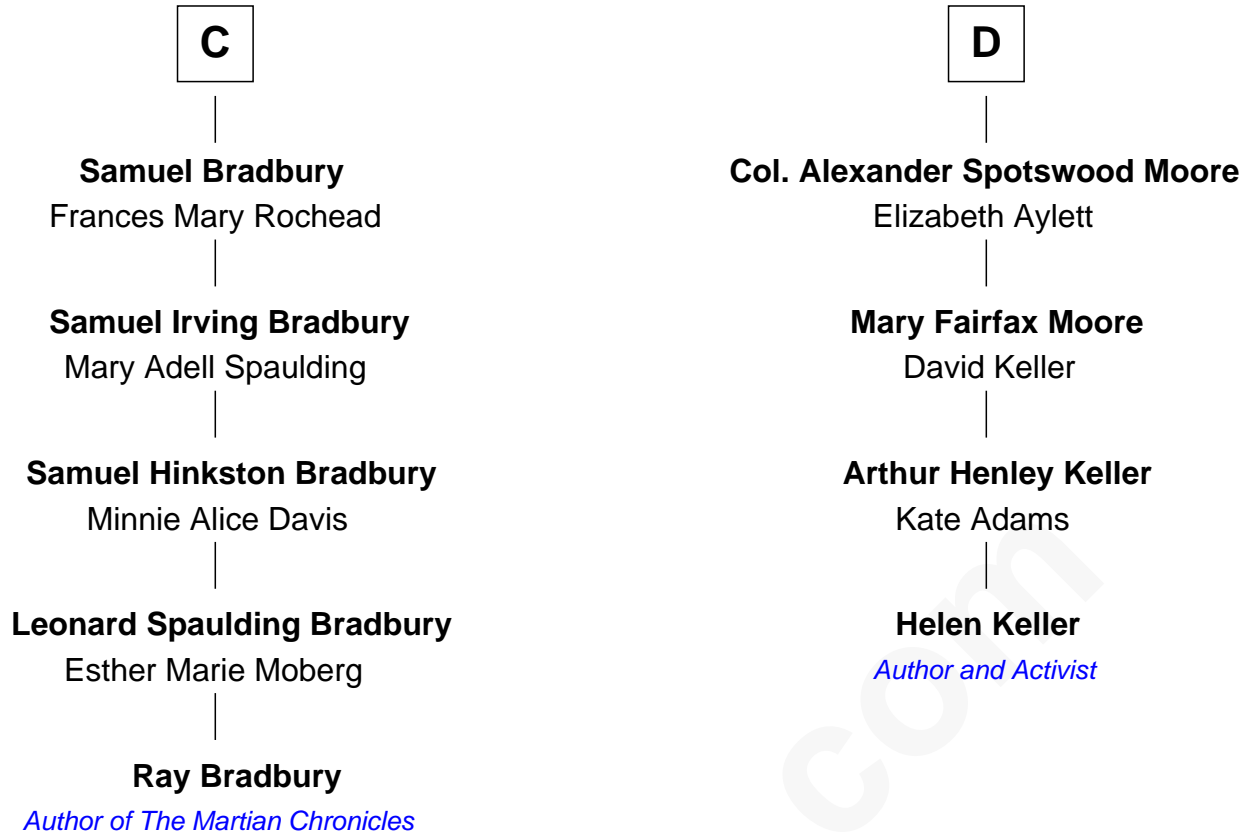 C
Samuel Bradbury
Frances Mary Rochead
Samuel Irving Bradbury
Mary Adell Spaulding
Samuel Hinkston Bradbury
Minnie Alice Davis
Leonard Spaulding Bradbury
Esther Marie Moberg
Ray Bradbury
Author of The Martian Chronicles
D
Col. Alexander Spotswood Moore
Elizabeth Aylett
Mary Fairfax Moore
David Keller
Arthur Henley Keller
Kate Adams
Helen Keller
Author and Activist
com